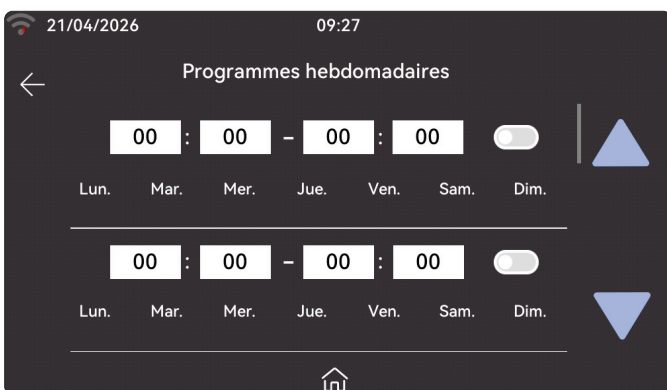 21/04/2026 09:27
Programmes hebdomadaires
00 : 00 – 00 : 00
Lun. Mar. Mer. Jue. Ven. Sam. Dim.
00 : 00 – 00 : 00
Lun. Mar. Mer. Jue. Ven. Sam. Dim.